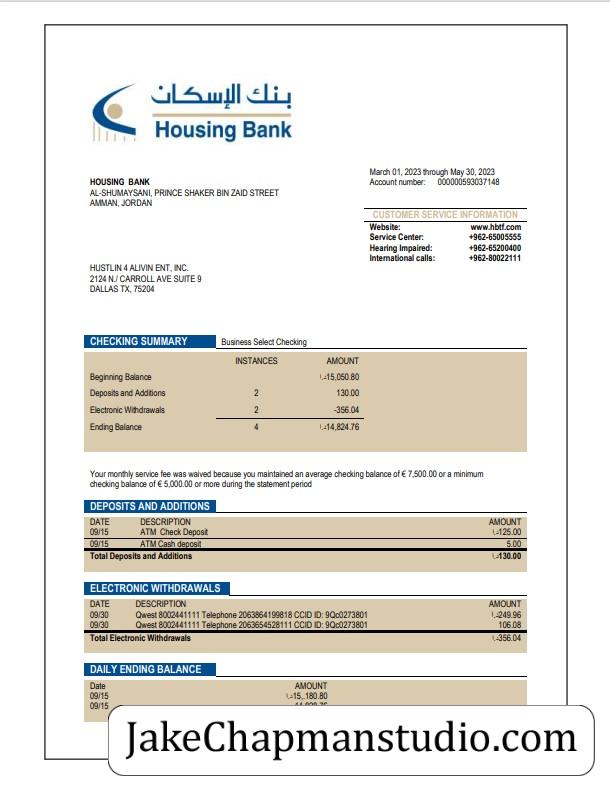 بنك الإسكان
Housing Bank
March 01, 2023 through May 30, 2023
Account number: 000000593037148
HOUSING BANK
AL-SHUMAYSANI, PRINCE SHAKER BIN ZAID STREET
AMMAN, JORDAN
CUSTOMER SERVICE INFORMATION
Website: www.hbtf.com
Service Center: +962-65005555
Hearing Impaired: +962-65200400
International calls: +962-80022111
HUSTLIN 4 ALIVIN ENT, INC.
2124 N./ CARROLL AVE SUITE 9
DALLAS TX, 75204
CHECKING SUMMARY Business Select Checking
INSTANCES AMOUNT
Beginning Balance 15,050.80
Deposits and Additions 2 130.00
Electronic Withdrawals 2 -356.04
Ending Balance 4 14,824.76
Your monthly service fee was waived because you maintained an average checking balance of € 7,500.00 or a minimum
checking balance of € 5,000.00 or more during the statement period
DEPOSITS AND ADDITIONS
DATE DESCRIPTION AMOUNT
09/15 ATM Check Deposit 125.00
09/15 ATM Cash deposit 5.00
Total Deposits and Additions 130.00
ELECTRONIC WITHDRAWALS
DATE DESCRIPTION AMOUNT
09/30 Qwest 8002441111 Telephone 2063864199818 CCID ID: 9Qc0273801 -249.96
09/30 Qwest 8002441111 Telephone 2063654528111 CCID ID: 9Qc0273801 106.08
Total Electronic Withdrawals -356.04
DAILY ENDING BALANCE
Date AMOUNT
09/15 15,.180.80
09/15
JakeChapmanstudio.com